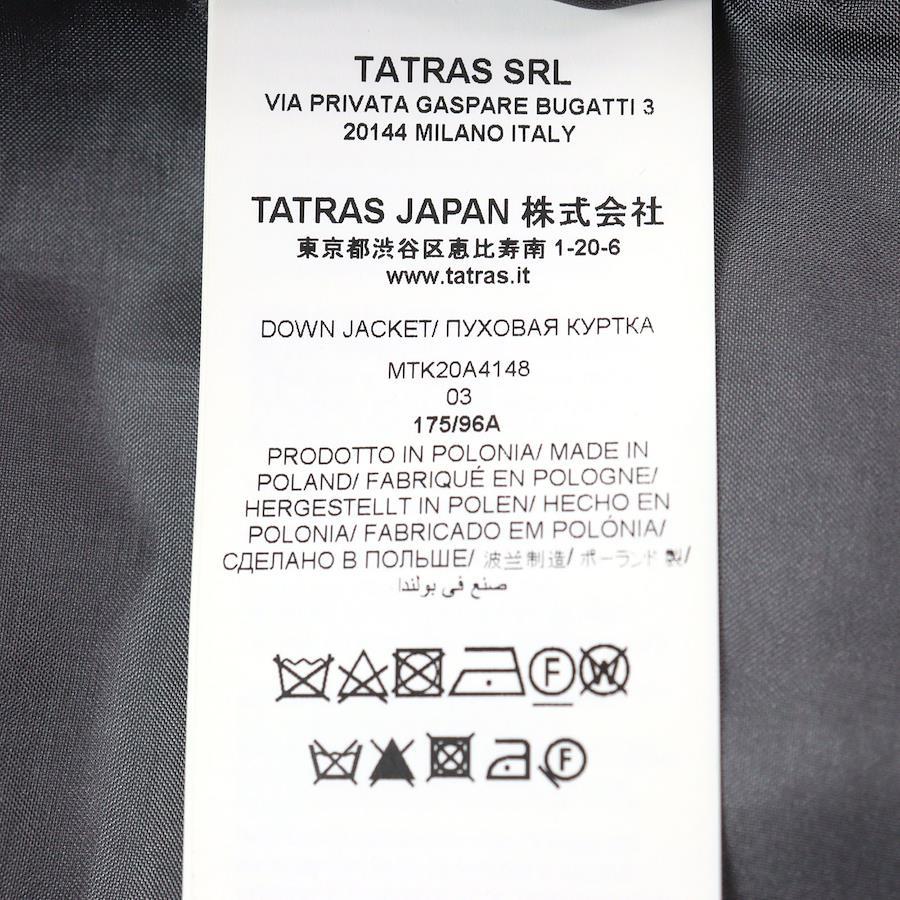 TATRAS SRL
VIA PRIVATA GASPARE BUGATTI 3
20144 MILANO ITALY
TATRAS JAPAN 株式会社
東京都渋谷区恵比寿南 1-20-6
www.tatras.it
DOWN JACKET/ ПУХОВАЯ КУРТКА
MTK20A4148
03
175/96A
PRODOTTO IN POLONIA/ MADE IN
POLAND/ FABRIQUÉ EN POLOGNE/
HERGESTELLT IN POLEN/ HECHO EN
POLONIA/ FABRICADO EM POLÓNIA/
СДЕЛАНО В ПОЛЬШЕ/ 波兰制造/ ポーランド 製/
صنع في بولندا
F W
F